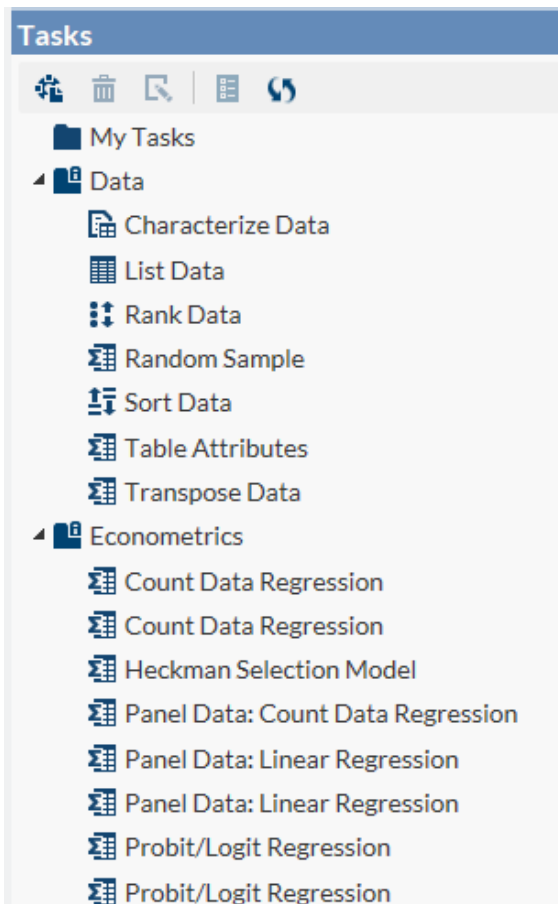 Tasks
My Tasks
Data
Characterize Data
List Data
Rank Data
Random Sample
Sort Data
Table Attributes
Transpose Data
Econometrics
Count Data Regression
Count Data Regression
Heckman Selection Model
Panel Data: Count Data Regression
Panel Data: Linear Regression
Panel Data: Linear Regression
Probit/Logit Regression
Probit/Logit Regression